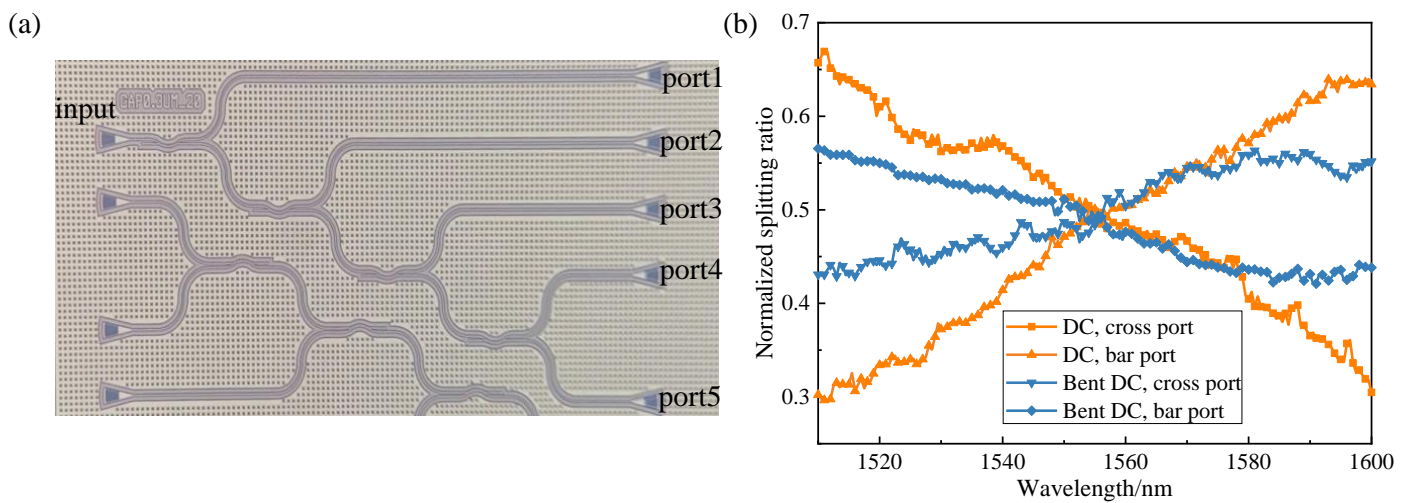 (a)
input
GAP0.3UM_20
port1
port2
port3
port4
port5
(b)
Normalized splitting ratio
0.7
0.6
0.5
0.4
0.3
DC, cross port
DC, bar port
Bent DC, cross port
Bent DC, bar port
1520 1540 1560 1580 1600
Wavelength/nm